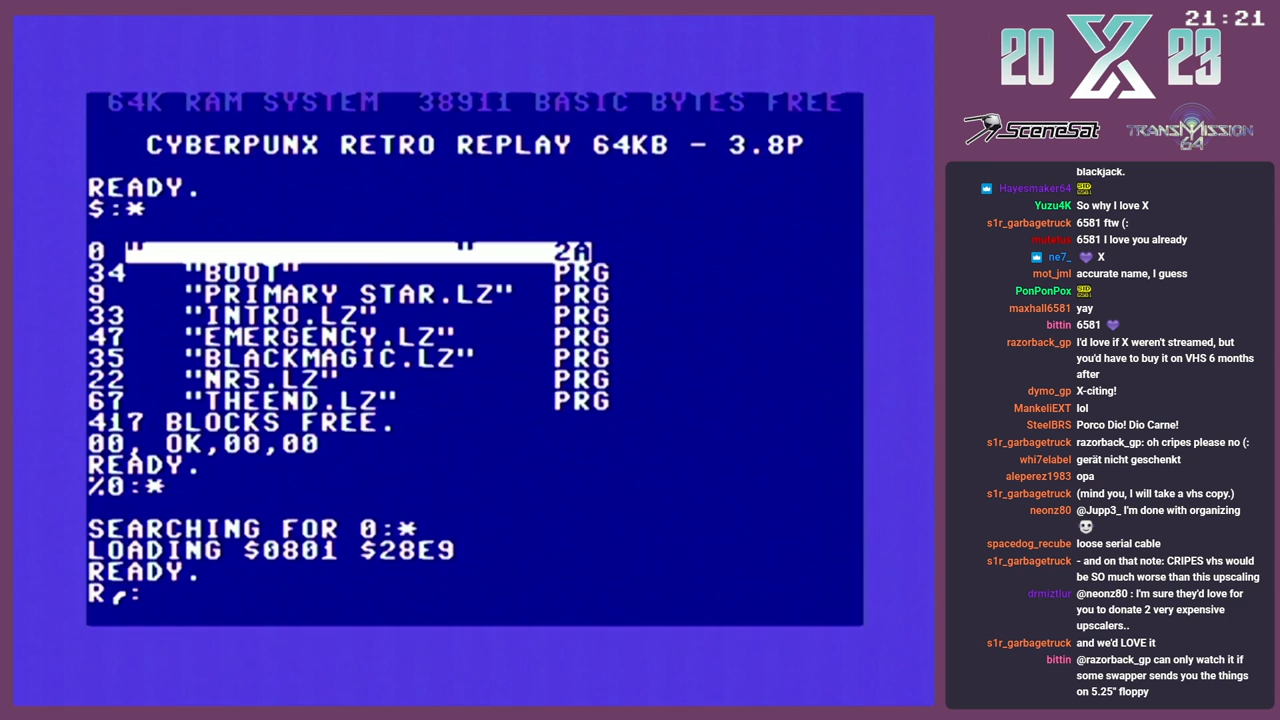 64K RAM SYSTEM 38911 BASIC BYTES FREE
CYBERPUNX RETRO REPLAY 64KB - 3.8P
READY.
$:*
0 " " 2A
34 "BOOT" PRG
9 "PRIMARY STAR.LZ" PRG
33 "INTRO.LZ" PRG
47 "EMERGENCY.LZ" PRG
35 "BLACKMAGIC.LZ" PRG
22 "NR5.LZ" PRG
67 "THEEND.LZ" PRG
417 BLOCKS FREE.
00, OK,00,00
READY.
%0:*
SEARCHING FOR 0:*
LOADING $0801 $28E9
READY.
R╭:
21:21
20 X 23
SCENESAT TRANSMISSION 64
blackjack.
Hayesmaker64
Yuzu4K So why I love X
s1r_garbagetruck 6581 ftw (:
mutetus 6581 I love you already
ne7_ 💜 X
mot_jml accurate name, I guess
PonPonPox
maxhall6581 yay
bittin 6581 💜
razorback_gp I'd love if X weren't streamed, but
you'd have to buy it on VHS 6 months
after
dymo_gp X-citing!
MankeliEXT lol
SteelBRS Porco Dio! Dio Carne!
s1r_garbagetruck razorback_gp: oh cripes please no (:
whi7elabel gerät nicht geschenkt
aleperez1983 opa
s1r_garbagetruck (mind you, I will take a vhs copy.)
neonz80 @Jupp3_ I'm done with organizing
spacedog_recube loose serial cable
s1r_garbagetruck - and on that note: CRIPES vhs would
be SO much worse than this upscaling
drmiztlur @neonz80 : I'm sure they'd love for
you to donate 2 very expensive
upscalers..
s1r_garbagetruck and we'd LOVE it
bittin @razorback_gp can only watch it if
some swapper sends you the things
on 5.25" floppy